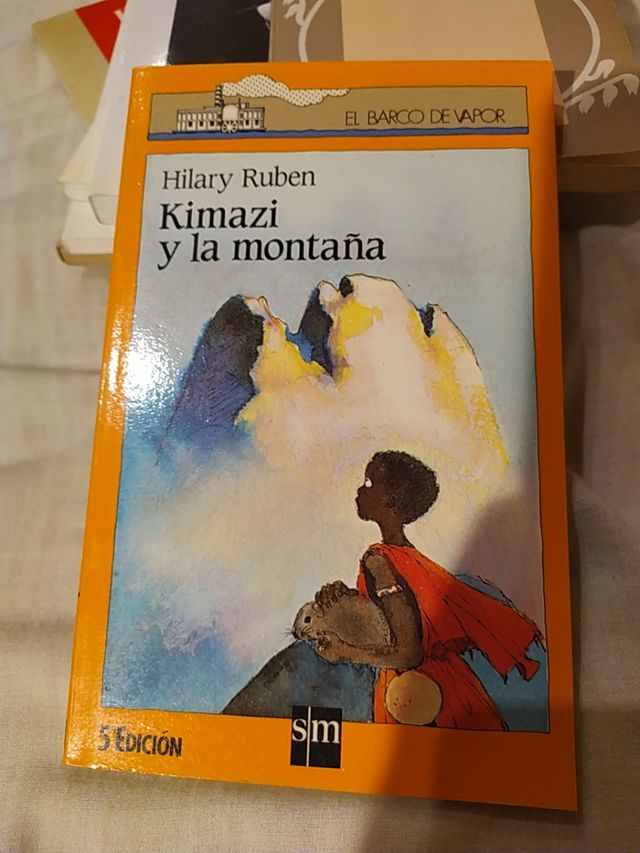 EL BARCO DE VAPOR
Hilary Ruben
Kimazi
y la montaña
5ª EDICIÓN
sm